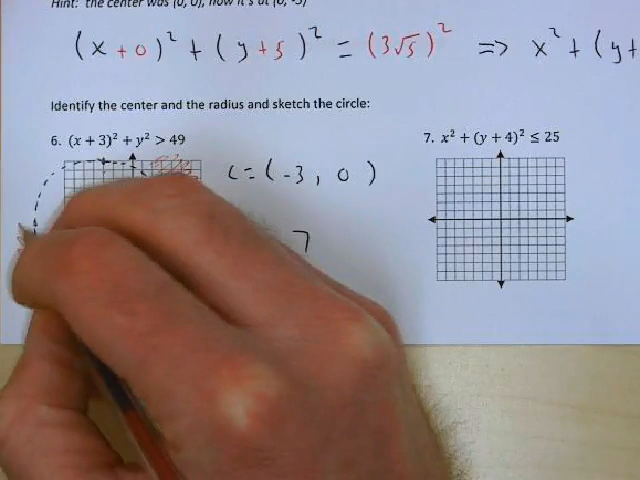 Hint: the center was (0, 0), now it's at (0, -5)
(x + 0)² + (y + 5)² = (3√5)² ⇒ x² + (y +
Identify the center and the radius and sketch the circle:
6. (x + 3)² + y² > 49
7. x² + (y + 4)² ≤ 25
C = (-3, 0)
7